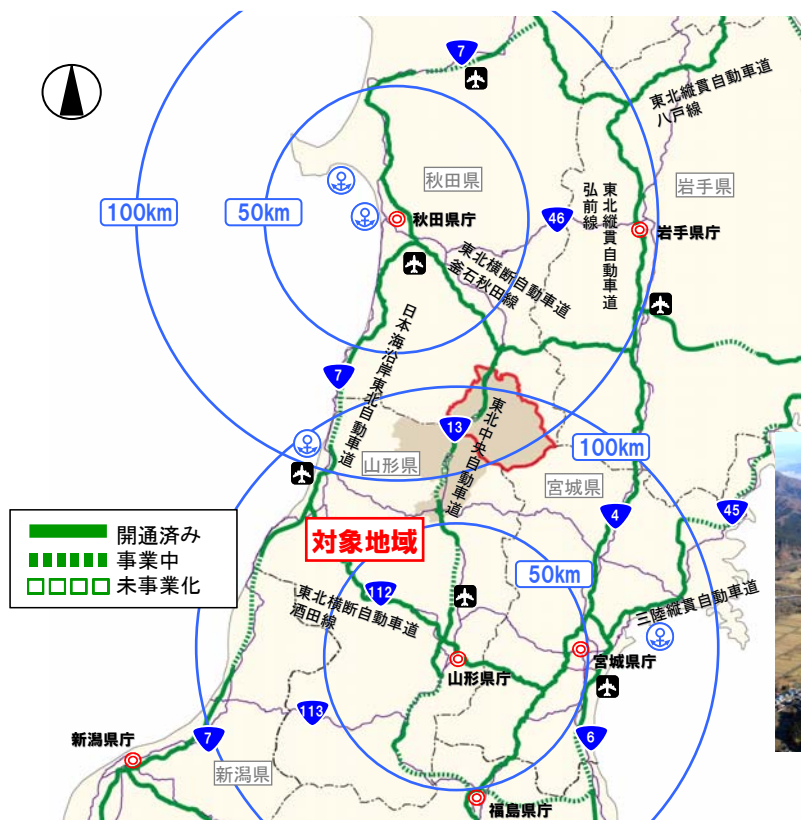 7
東北縦貫自動車道
八戸線
秋田県
岩手県
100km
50km
秋田県庁
46
東北縦貫自動車道
弘前線
岩手県庁
東北横断自動車道
釜石秋田線
日本海沿岸東北自動車道
7
13
東北中央自動車道
100km
山形県
宮城県
4
45
開通済み
事業中
未事業化
対象地域
50km
東北横断自動車道
酒田線
112
三陸縦貫自動車道
宮城県庁
山形県庁
113
7
6
新潟県庁
新潟県
福島県庁